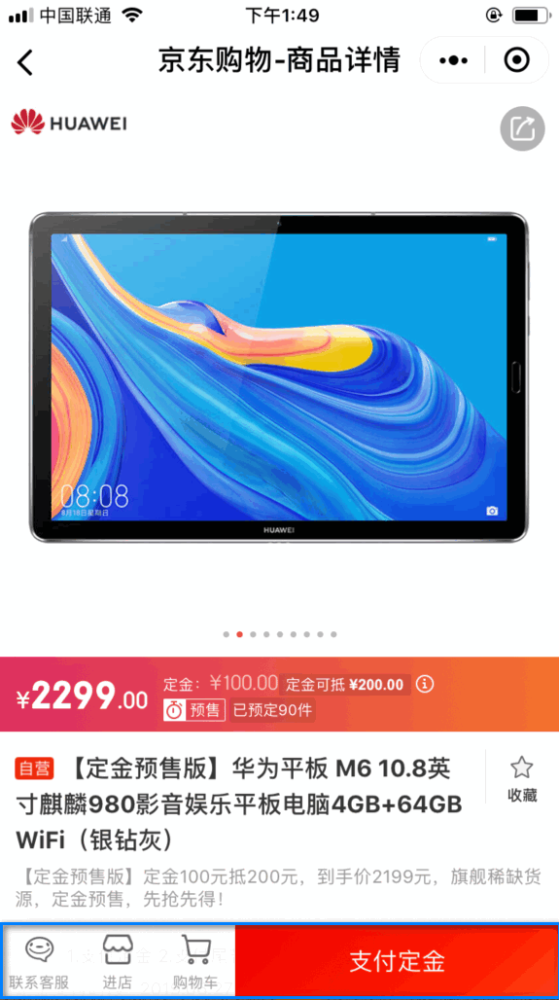 中国联通 下午1:49
京东购物-商品详情
HUAWEI
08:08
8月18日星期日
HUAWEI
¥2299.00
定金: ¥100.00 定金可抵 ¥200.00
预售 已预定90件
自营 【定金预售版】华为平板 M6 10.8英
寸麒麟980影音娱乐平板电脑4GB+64GB
WiFi（银钻灰）
收藏
【定金预售版】定金100元抵200元，到手价2199元，旗舰稀缺货
源，定金预售，先抢先得！
联系客服 进店 购物车 支付定金